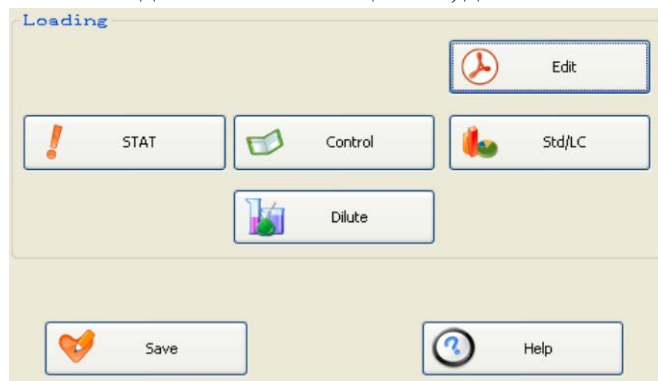 Loading
Edit
STAT
Control
Std/LC
Dilute
Save
Help